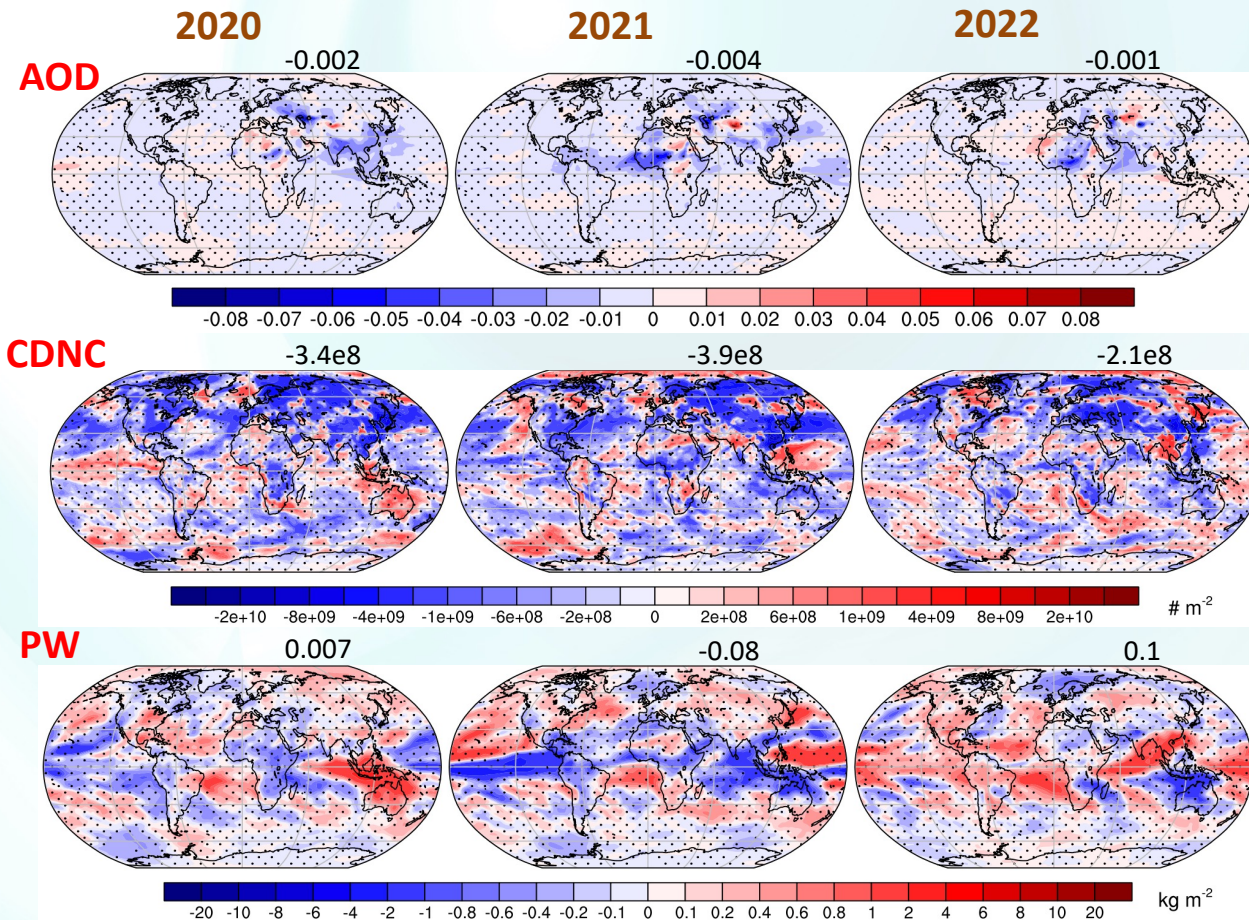 2020 2021 2022
AOD
-0.002 -0.004 -0.001
-0.08 -0.07 -0.06 -0.05 -0.04 -0.03 -0.02 -0.01 0 0.01 0.02 0.03 0.04 0.05 0.06 0.07 0.08
CDNC
-3.4e8 -3.9e8 -2.1e8
-2e+10 -8e+09 -4e+09 -1e+09 -6e+08 -2e+08 0 2e+08 6e+08 1e+09 4e+09 8e+09 2e+10 # m⁻²
PW
0.007 -0.08 0.1
-20 -10 -8 -6 -4 -2 -1 -0.8 -0.6 -0.4 -0.2 -0.1 0 0.1 0.2 0.4 0.6 0.8 1 2 4 6 8 10 20 kg m⁻²